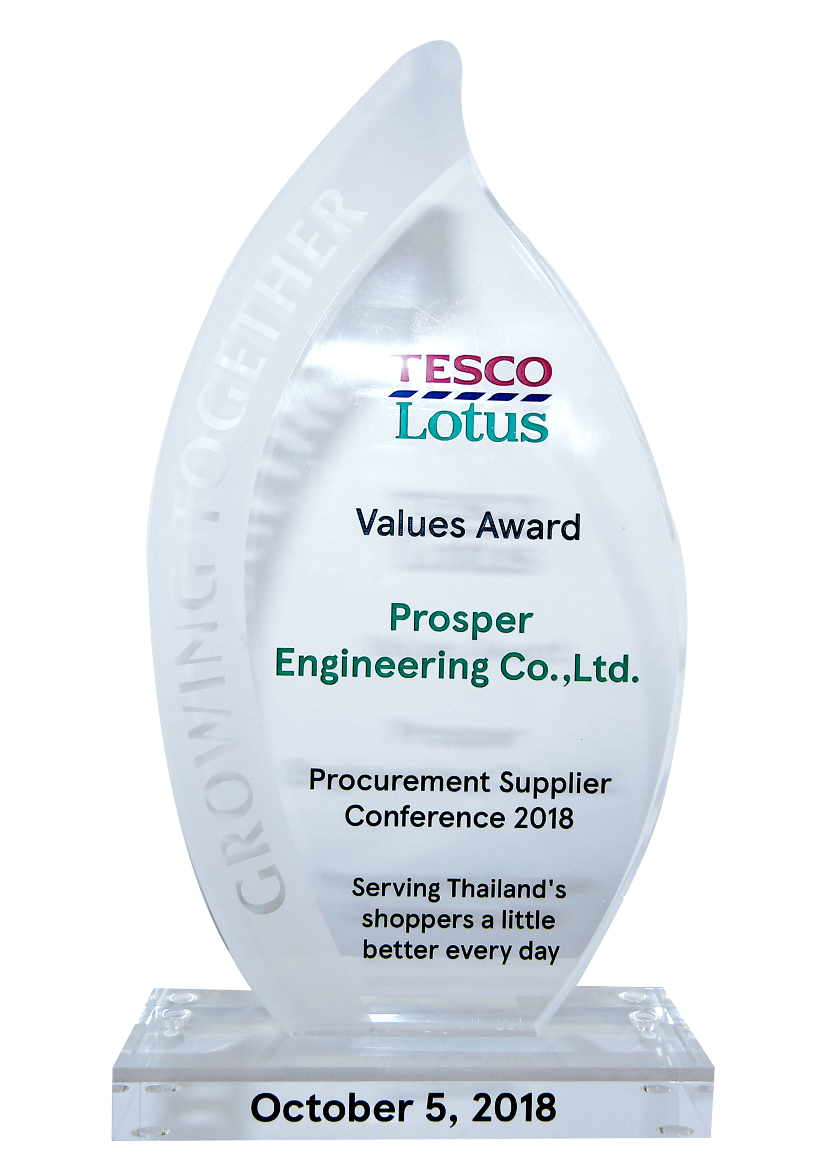 GROWING TOGETHER
TESCO
Lotus
Values Award
Prosper
Engineering Co.,Ltd.
Procurement Supplier
Conference 2018
Serving Thailand's
shoppers a little
better every day
October 5, 2018